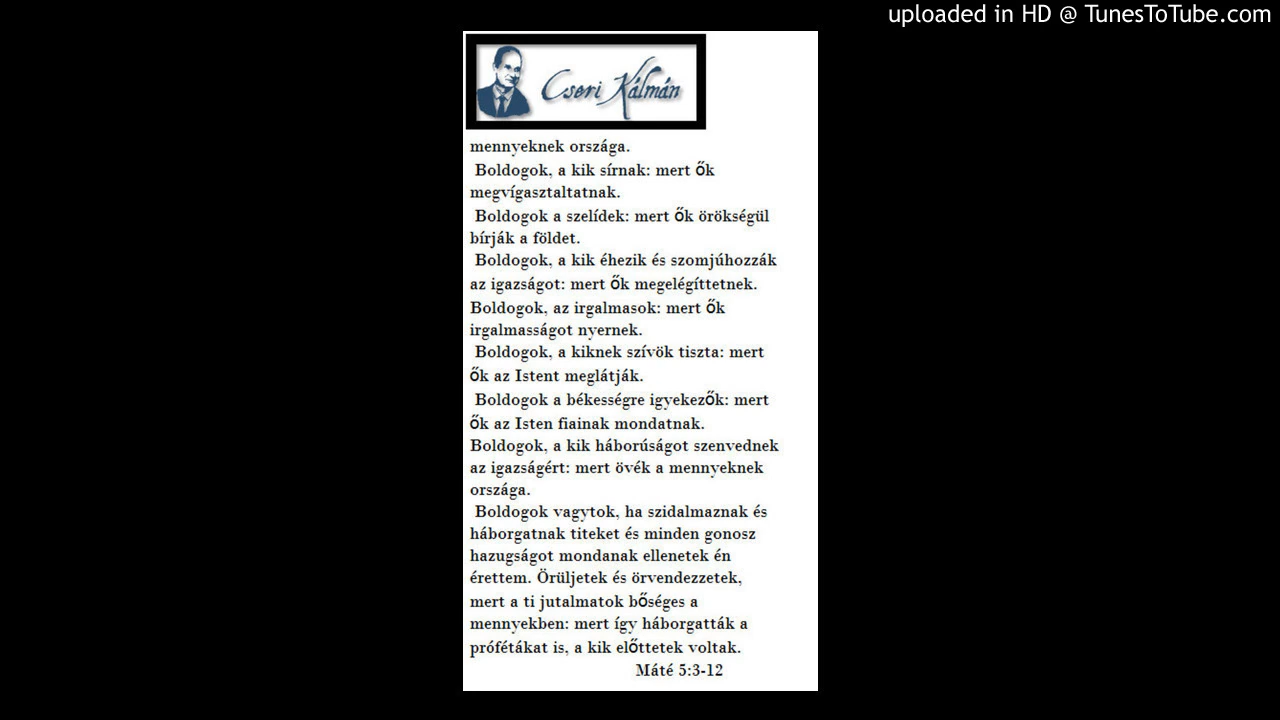 uploaded in HD @ TunesToTube.com
Cseri Kálmán
mennyeknek országa.
Boldogok, a kik sírnak: mert ők
megvígasztaltatnak.
Boldogok a szelídek: mert ők örökségül
bírják a földet.
Boldogok, a kik éhezik és szomjúhozzák
az igazságot: mert ők megelégíttetnek.
Boldogok, az irgalmasok: mert ők
irgalmasságot nyernek.
Boldogok, a kiknek szívök tiszta: mert
ők az Istent meglátják.
Boldogok a békességre igyekezők: mert
ők az Isten fiainak mondatnak.
Boldogok, a kik háborúságot szenvednek
az igazságért: mert övék a mennyeknek
országa.
Boldogok vagytok, ha szidalmaznak és
háborgatnak titeket és minden gonosz
hazugságot mondanak ellenetek én
érettem. Örüljetek és örvendezzetek,
mert a ti jutalmatok bőséges a
mennyekben: mert így háborgatták a
prófétákat is, a kik előttetek voltak.
Máté 5:3-12